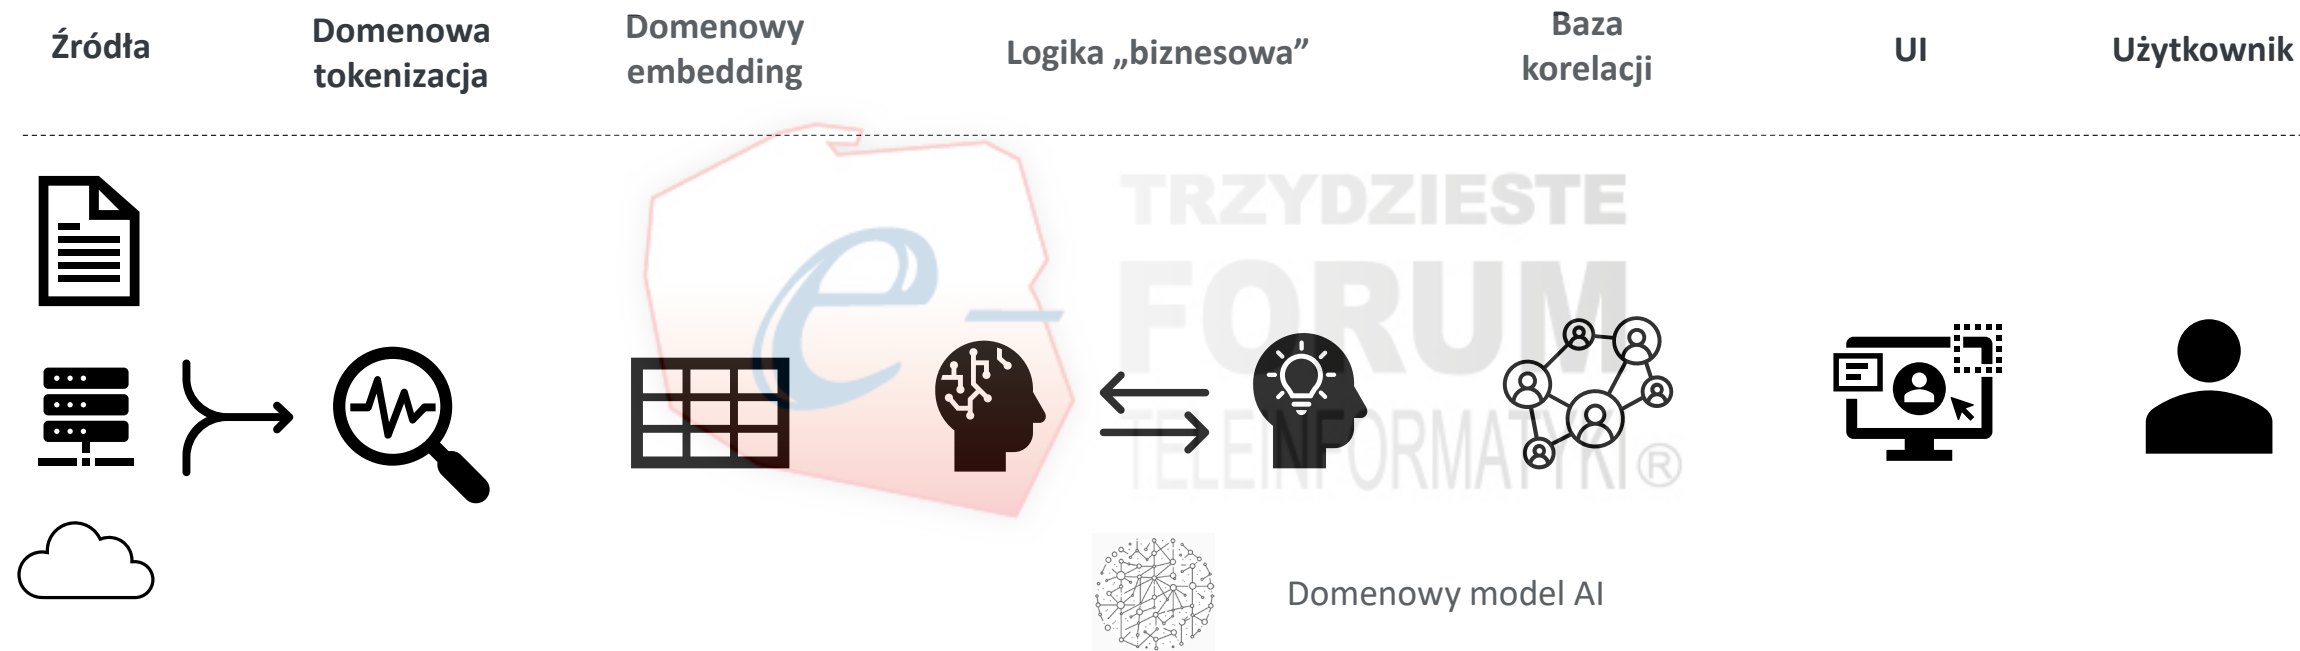 Źródła
Domenowa
tokenizacja
Domenowy
embedding
Logika „biznesowa”
Baza
korelacji
UI
Użytkownik
e-
TRZYDZIESTE
FORUM
TELEINFORMATYKI®
Domenowy model AI